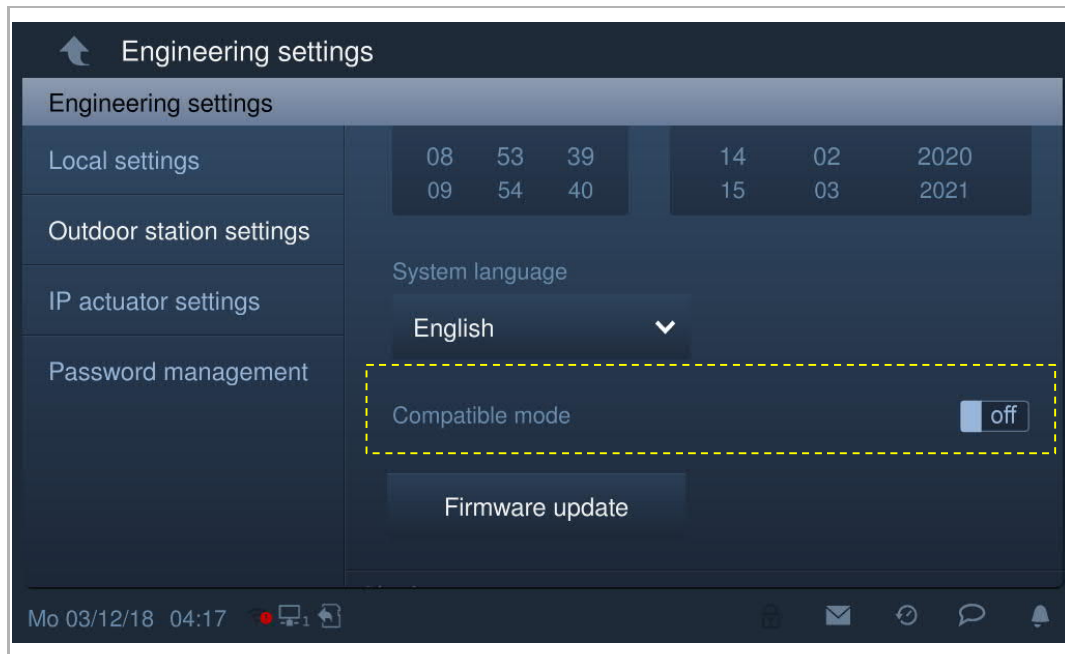 Engineering settings
Engineering settings
Local settings
Outdoor station settings
IP actuator settings
Password management
08 53 39 14 02 2020
09 54 40 15 03 2021
System language
English
Compatible mode off
Firmware update
Mo 03/12/18 04:17 1